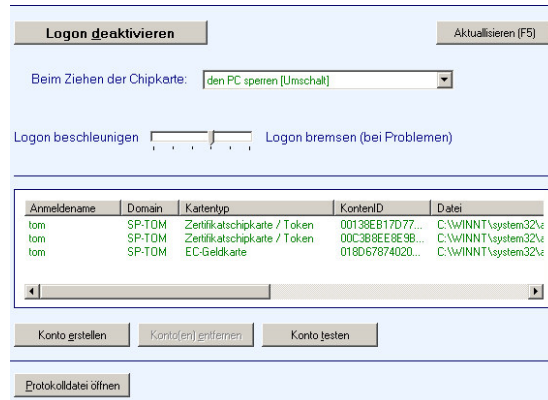 Logon deaktivieren
Aktuallisieren (F5)
Beim Ziehen der Chipkarte: den PC sperren [Umschalt]
Logon beschleunigen Logon bremsen (bei Problemen)
Anmeldename Domain Kartentyp KontenID Datei
tom SP-TOM Zertifikatschipkarte / Token 00138EB17D77... C:\WINNT\system32\a
tom SP-TOM Zertifikatschipkarte / Token 00C3B8EE8E9B... C:\WINNT\system32\a
tom SP-TOM EC-Geldkarte 018D67874020... C:\WINNT\system32\a
Konto erstellen Konto(en) entfernen Konto testen
Protokolldatei öffnen